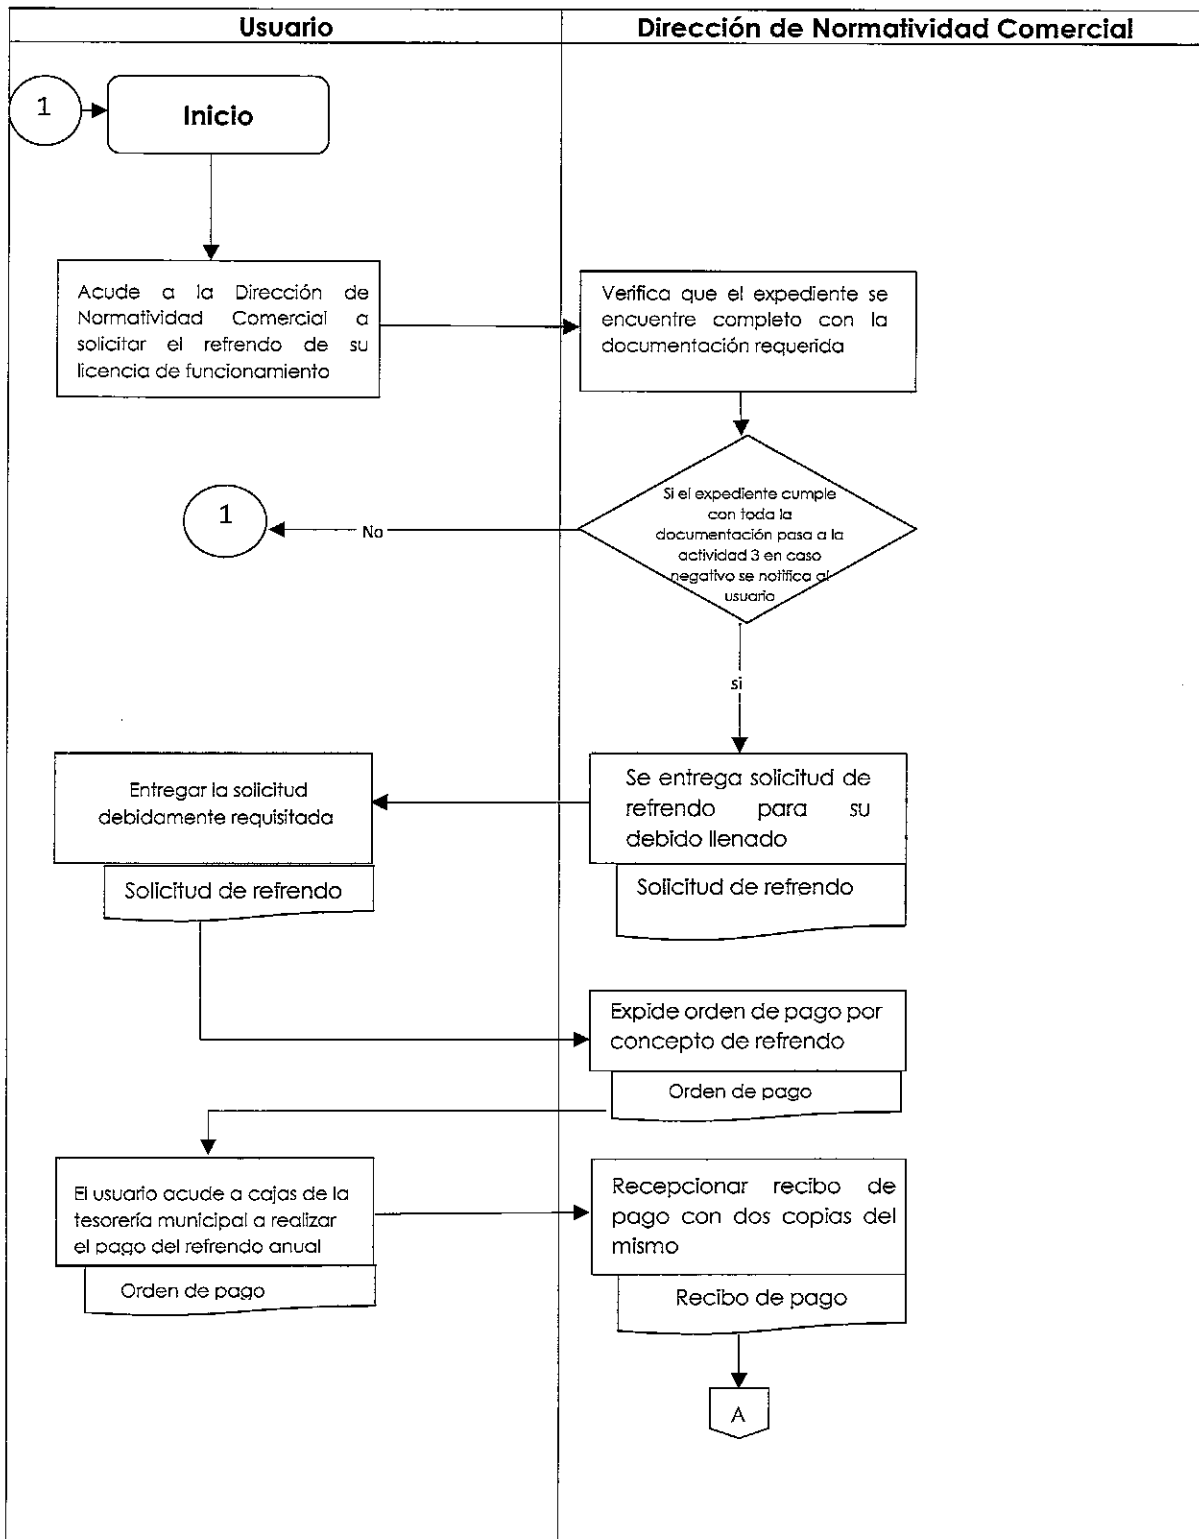 Usuario
Dirección de Normatividad Comercial
1
Inicio
Acude a la Dirección de
Normatividad Comercial a
solicitar el refrendo de su
licencia de funcionamiento
Verifica que el expediente se
encuentre completo con la
documentación requerida
Si el expediente cumple
con toda la
documentación pasa a la
actividad 3 en caso
negativo se notifica al
usuario
No
1
si
Se entrega solicitud de
refrendo para su
debido llenado
Solicitud de refrendo
Entregar la solicitud
debidamente requisitada
Solicitud de refrendo
Expide orden de pago por
concepto de refrendo
Orden de pago
El usuario acude a cajas de la
tesorería municipal a realizar
el pago del refrendo anual
Orden de pago
Recepcionar recibo de
pago con dos copias del
mismo
Recibo de pago
A